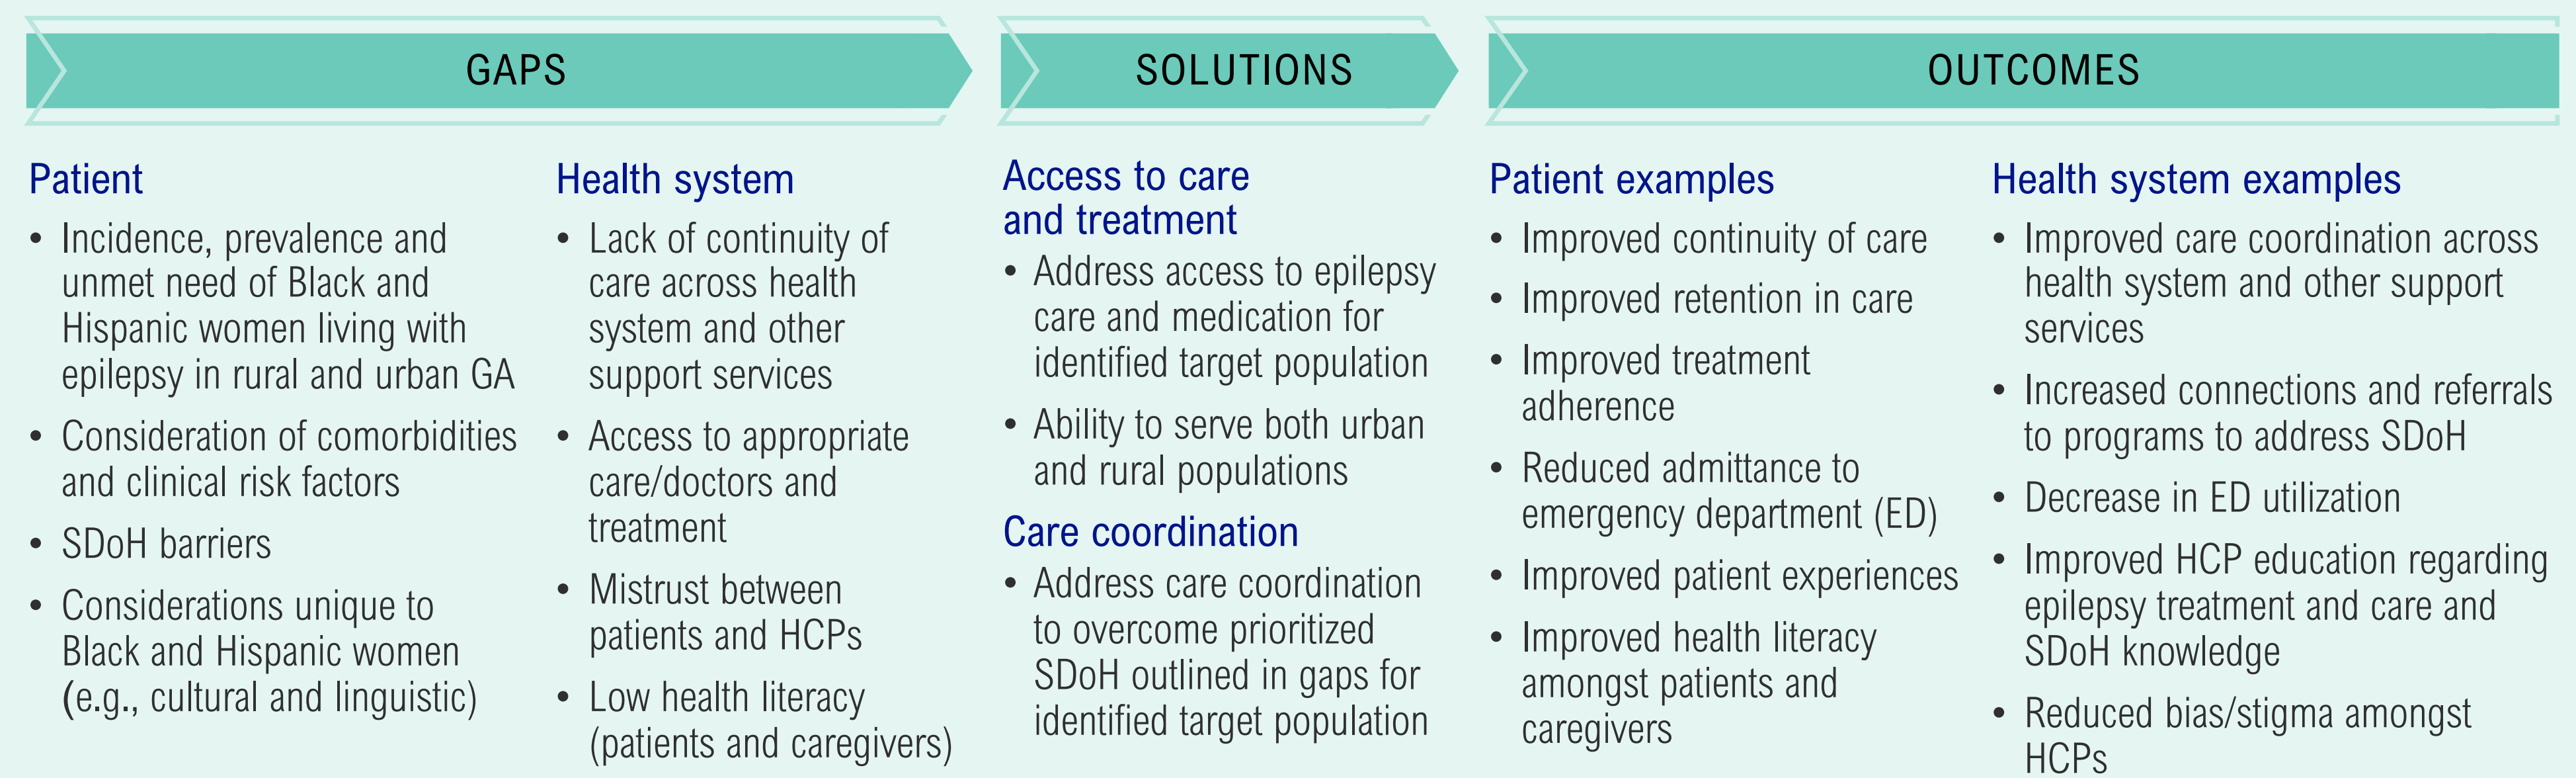 GAPS
Patient
• Incidence, prevalence and
unmet need of Black and
Hispanic women living with
epilepsy in rural and urban GA
• Consideration of comorbidities
and clinical risk factors
• SDoH barriers
• Considerations unique to
Black and Hispanic women
(e.g., cultural and linguistic)
Health system
• Lack of continuity of
care across health
system and other
support services
• Access to appropriate
care/doctors and
treatment
• Mistrust between
patients and HCPs
• Low health literacy
(patients and caregivers)
SOLUTIONS
Access to care
and treatment
• Address access to epilepsy
care and medication for
identified target population
• Ability to serve both urban
and rural populations
Care coordination
• Address care coordination
to overcome prioritized
SDoH outlined in gaps for
identified target population
OUTCOMES
Patient examples
• Improved continuity of care
• Improved retention in care
• Improved treatment
adherence
• Reduced admittance to
emergency department (ED)
• Improved patient experiences
• Improved health literacy
amongst patients and
caregivers
Health system examples
• Improved care coordination across
health system and other support
services
• Increased connections and referrals
to programs to address SDoH
• Decrease in ED utilization
• Improved HCP education regarding
epilepsy treatment and care and
SDoH knowledge
• Reduced bias/stigma amongst
HCPs